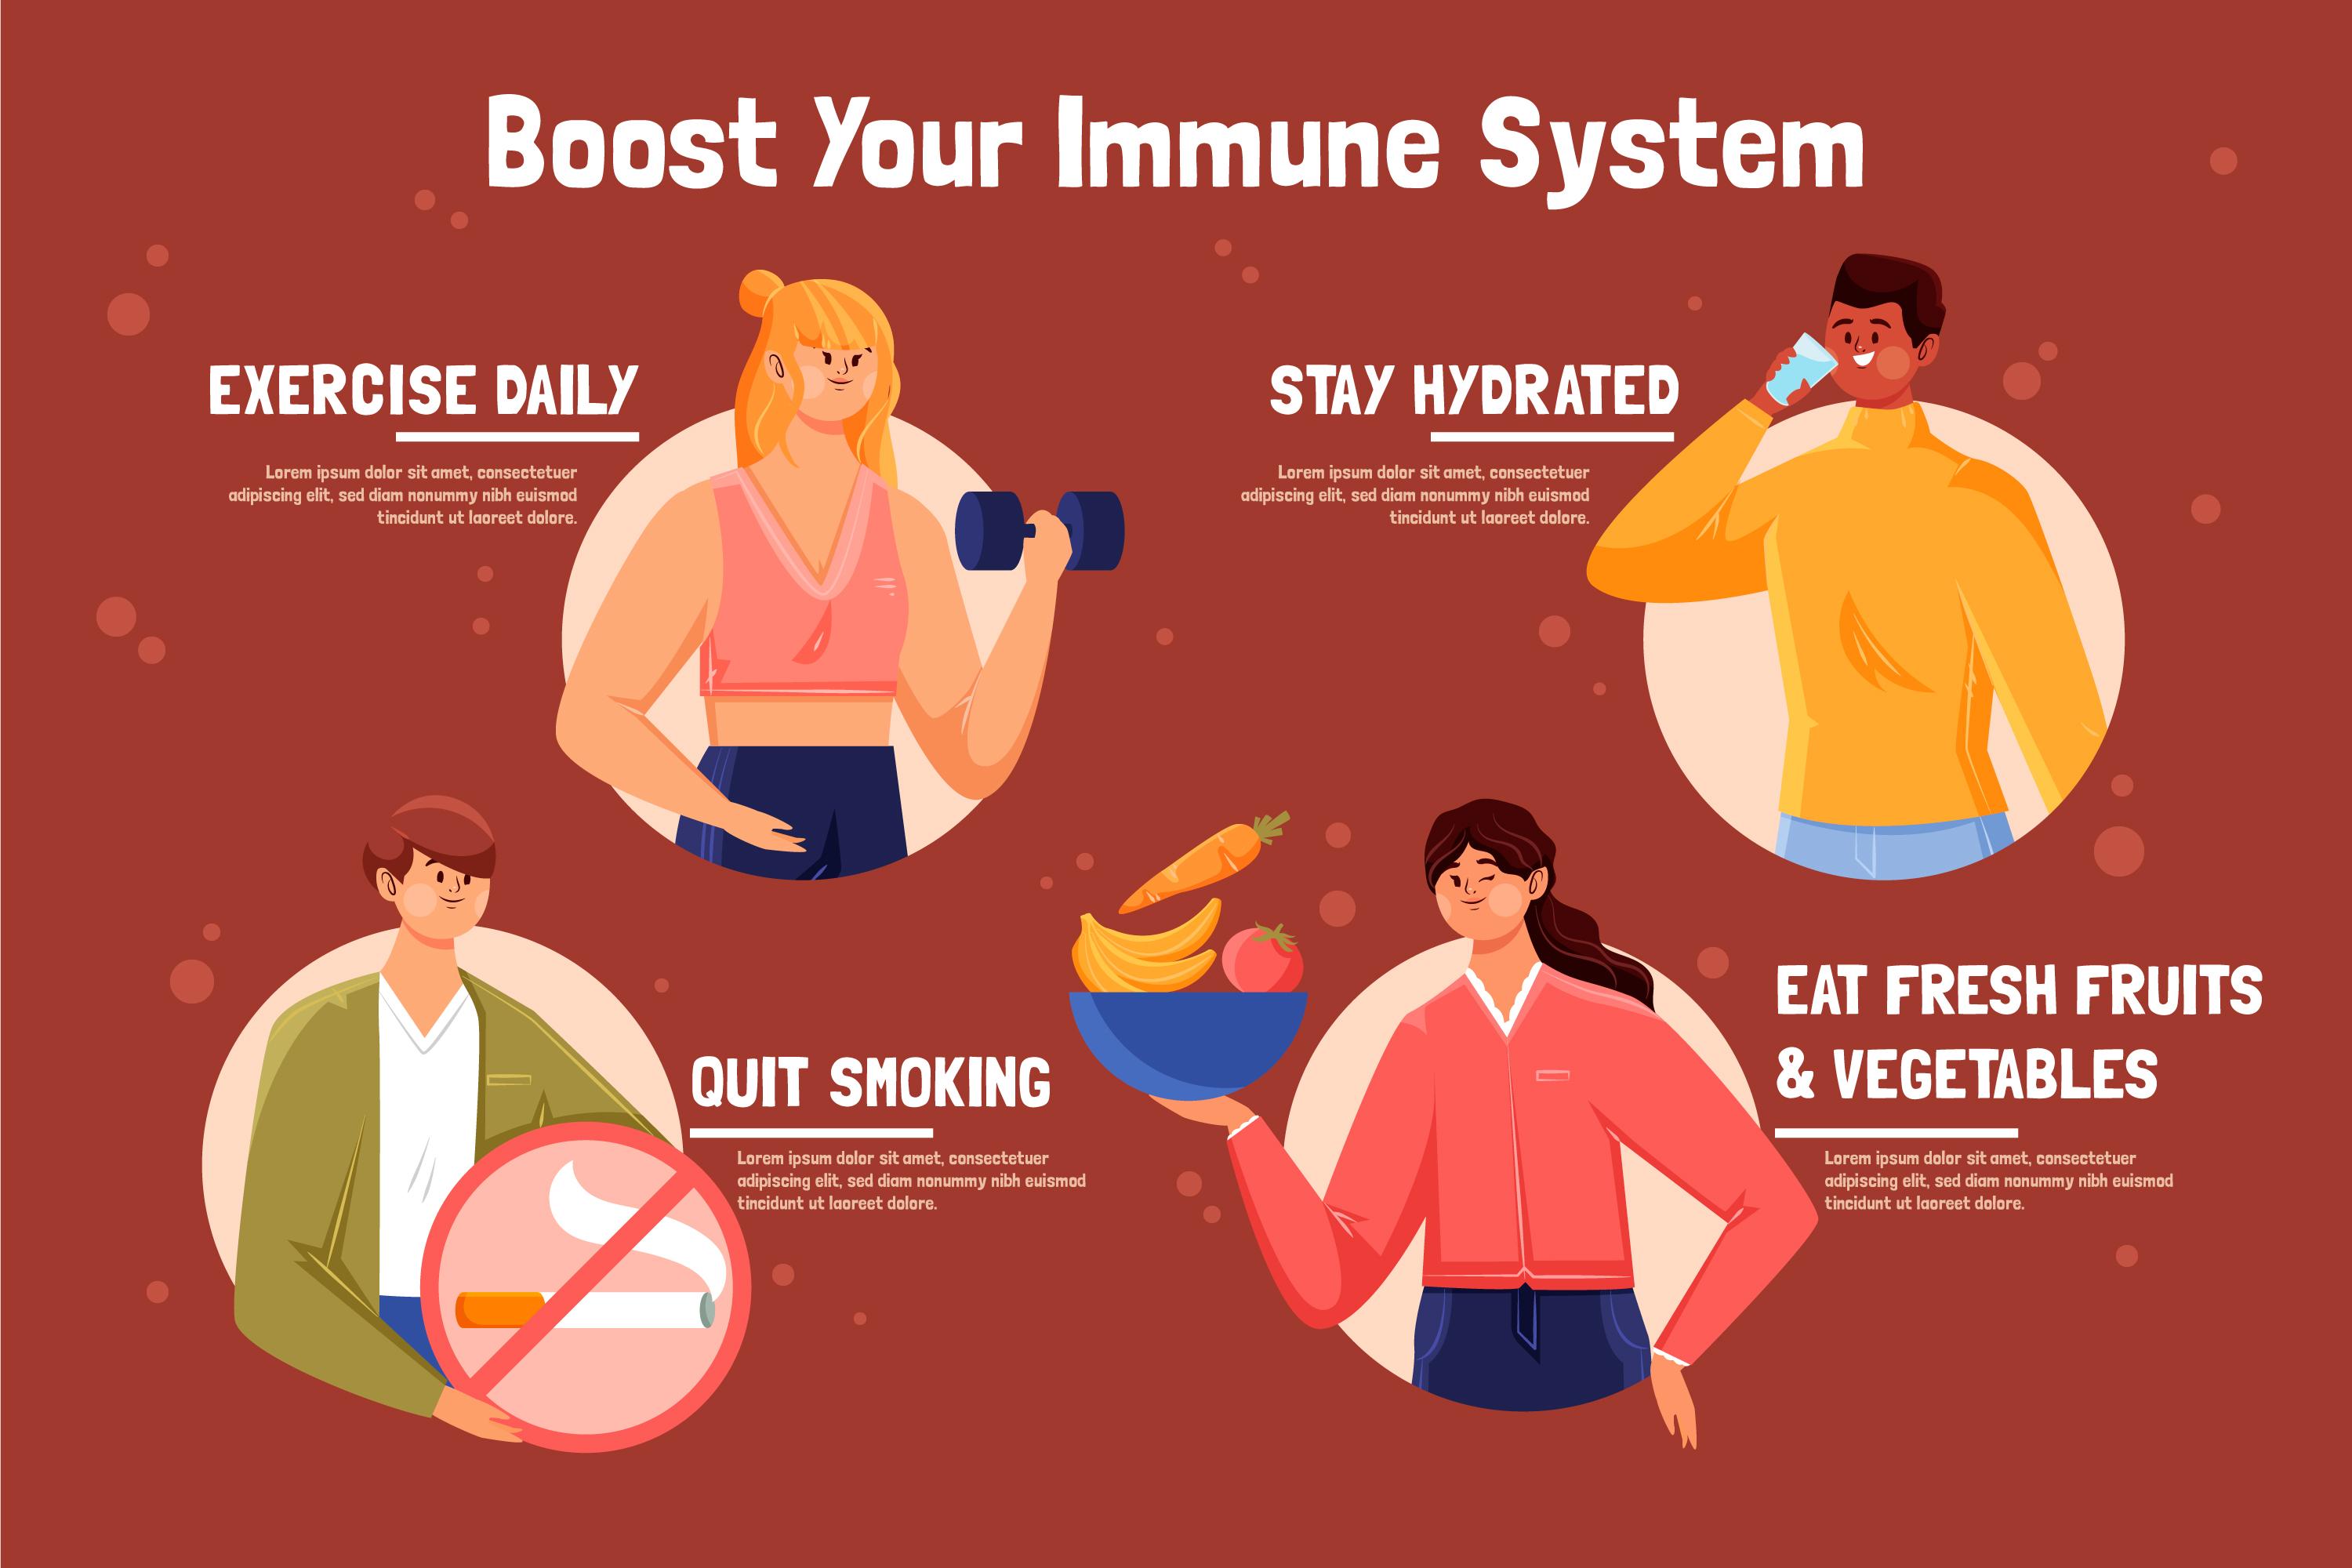 Boost Your Immune System
EXERCISE DAILY
Lorem ipsum dolor sit amet, consectetuer
adipiscing elit, sed diam nonummy nibh euismod
tincidunt ut laoreet dolore.
STAY HYDRATED
Lorem ipsum dolor sit amet, consectetuer
adipiscing elit, sed diam nonummy nibh euismod
tincidunt ut laoreet dolore.
QUIT SMOKING
Lorem ipsum dolor sit amet, consectetuer
adipiscing elit, sed diam nonummy nibh euismod
tincidunt ut laoreet dolore.
EAT FRESH FRUITS
& VEGETABLES
Lorem ipsum dolor sit amet, consectetuer
adipiscing elit, sed diam nonummy nibh euismod
tincidunt ut laoreet dolore.